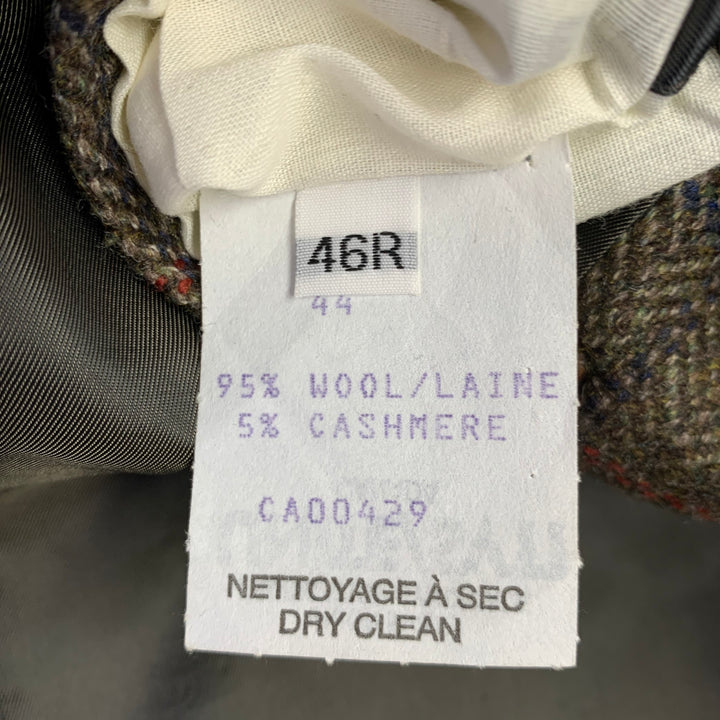 46R
44
95% WOOL/LAINE
5% CASHMERE
CA00429
NETTOYAGE À SEC
DRY CLEAN